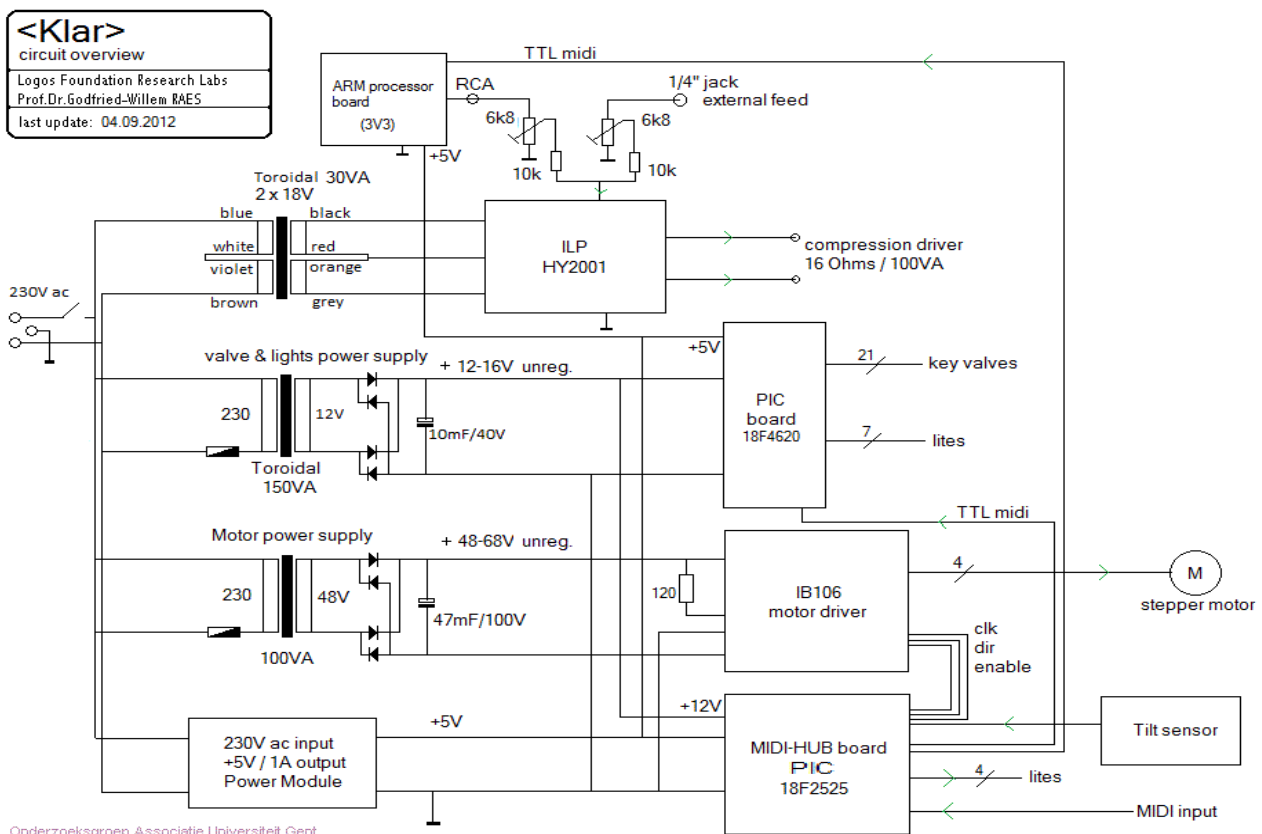 <Klar>
circuit overview
Logos Foundation Research Labs
Prof.Dr.Godfried-Willem RAES
last update: 04.09.2012
TTL midi
ARM processor
board
(3V3)
RCA
1/4" jack
external feed
6k8
6k8
+5V
10k
10k
Toroidal 30VA
2 x 18V
blue
black
white
red
violet
orange
brown
grey
ILP
HY2001
compression driver
16 Ohms / 100VA
230V ac
valve & lights power supply
+ 12-16V unreg.
+5V
PIC
board
18F4620
21
key valves
7
lites
230
12V
10mF/40V
Toroidal
150VA
TTL midi
Motor power supply
+ 48-68V unreg.
230
48V
47mF/100V
100VA
120
IB106
motor driver
4
M
stepper motor
clk
dir
enable
+12V
+5V
230V ac input
+5V / 1A output
Power Module
MIDI-HUB board
PIC
18F2525
Tilt sensor
4
lites
MIDI input
Onderzoeksgroep Associatie Universiteit Gent